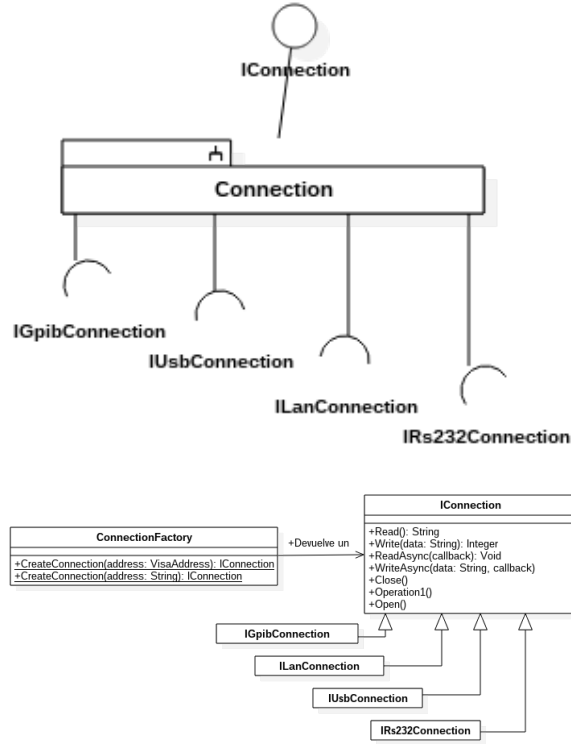 IConnection
Connection
IGpibConnection
IUsbConnection
ILanConnection
IRs232Connection
IConnection
+Read(): String
+Write(data: String): Integer
+ReadAsync(callback): Void
+WriteAsync(data: String, callback)
+Close()
+Operation1()
+Open()
ConnectionFactory
+CreateConnection(address: VisaAddress): IConnection
+CreateConnection(address: String): IConnection
+Devuelve un
IGpibConnection
ILanConnection
IUsbConnection
IRs232Connection